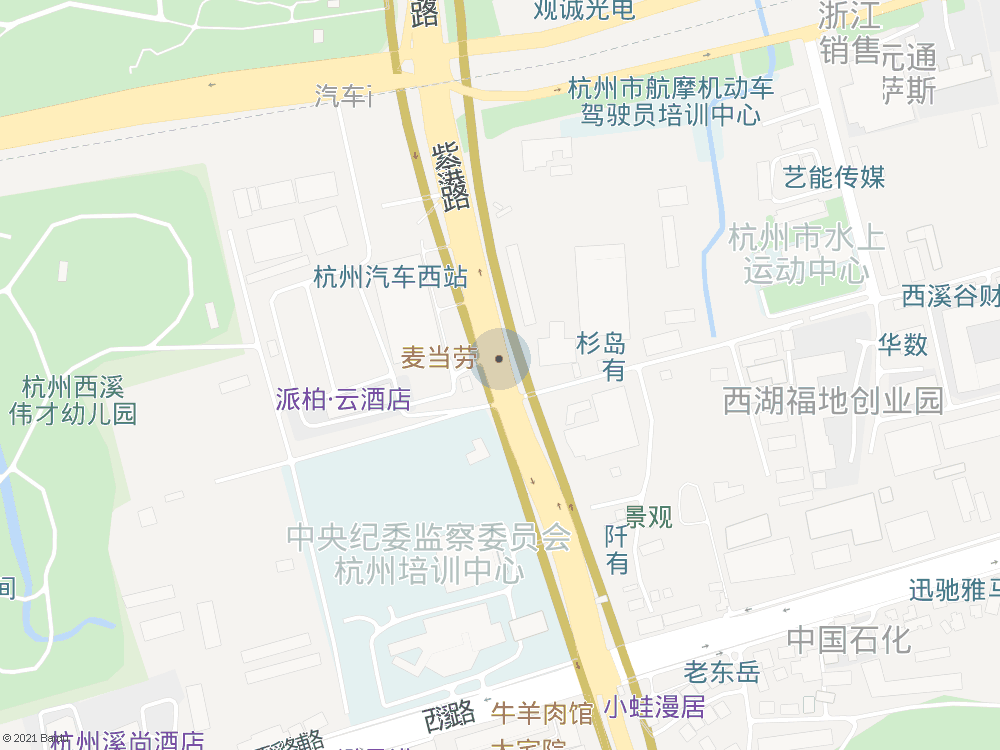 路
观诚光电
浙江
销售
元通
萨斯
汽车
杭州市航摩机动车
驾驶员培训中心
紫港路
艺能传媒
杭州市水上
运动中心
杭州汽车西站
西溪谷财
麦当劳
杉岛
有
华数
杭州西溪
伟才幼儿园
派柏·云酒店
西湖福地创业园
中央纪委监察委员会
杭州培训中心
景观
阡
有
间
迅驰雅马
中国石化
老东岳
小蛙漫居
牛羊肉馆
西溪路
© 2021 Baidu
杭州溪尚酒店